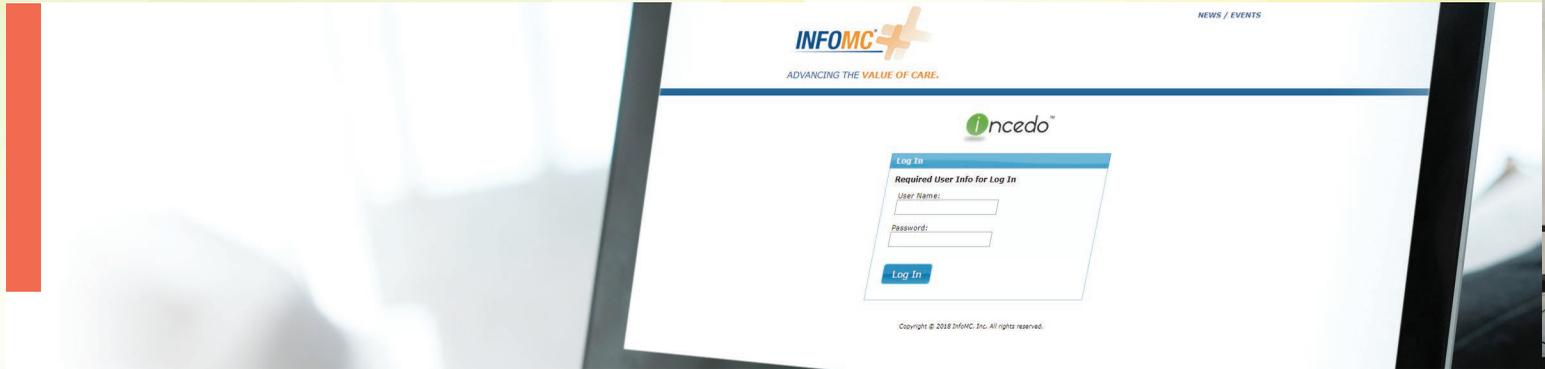 NEWS / EVENTS
INFOMC
ADVANCING THE VALUE OF CARE.
incedo™
Log In
Required User Info for Log In
User Name:
Password:
Log In
Copyright © 2018 InfoMC, Inc. All rights reserved.